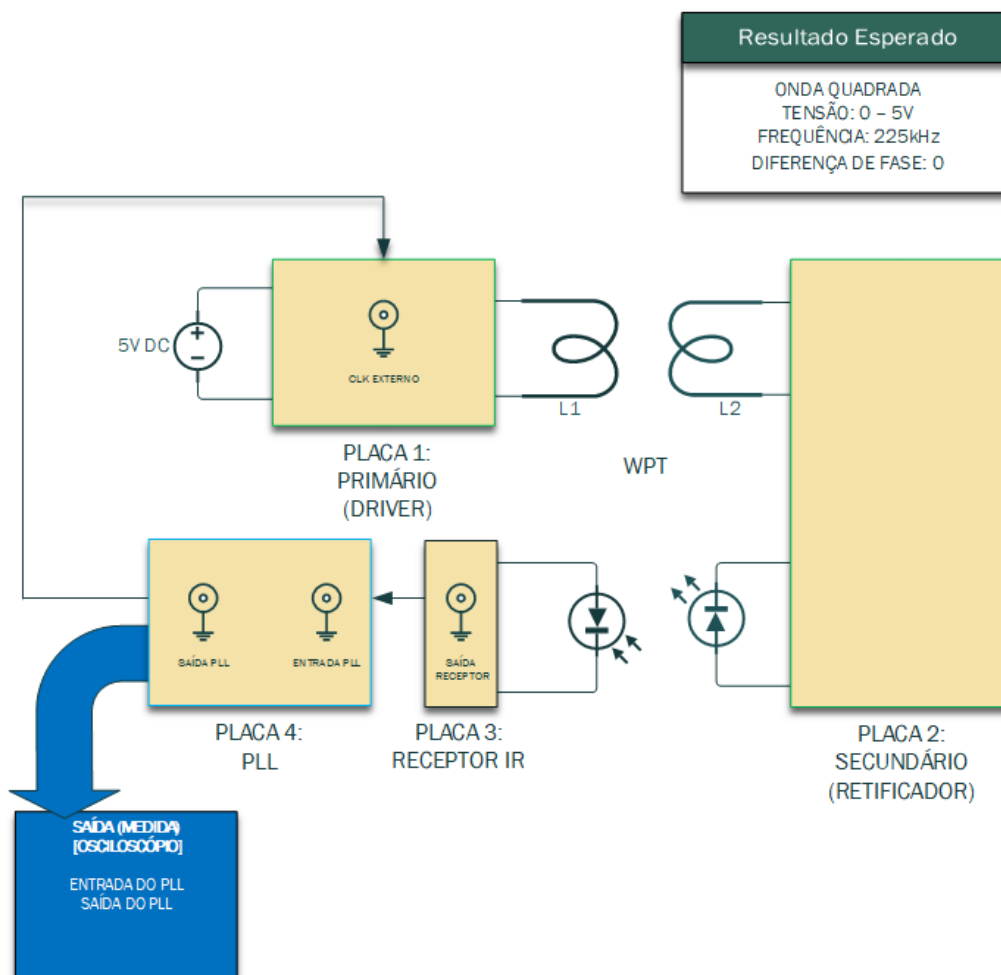 Resultado Esperado
ONDA QUADRADA
TENSÃO: 0 – 5V
FREQUÊNCIA: 225kHz
DIFERENÇA DE FASE: 0
5V DC
CLK EXTERNO
L1
L2
PLACA 1:
PRIMÁRIO
(DRIVER)
WPT
SAÍDA PLL
ENTRADA PLL
SAÍDA
RECEPTOR
PLACA 4:
PLL
PLACA 3:
RECEPTOR IR
PLACA 2:
SECUNDÁRIO
(RETIFICADOR)
SAÍDA (MEDIDA)
[OSCILOSCÓPIO]
ENTRADA DO PLL
SAÍDA DO PLL